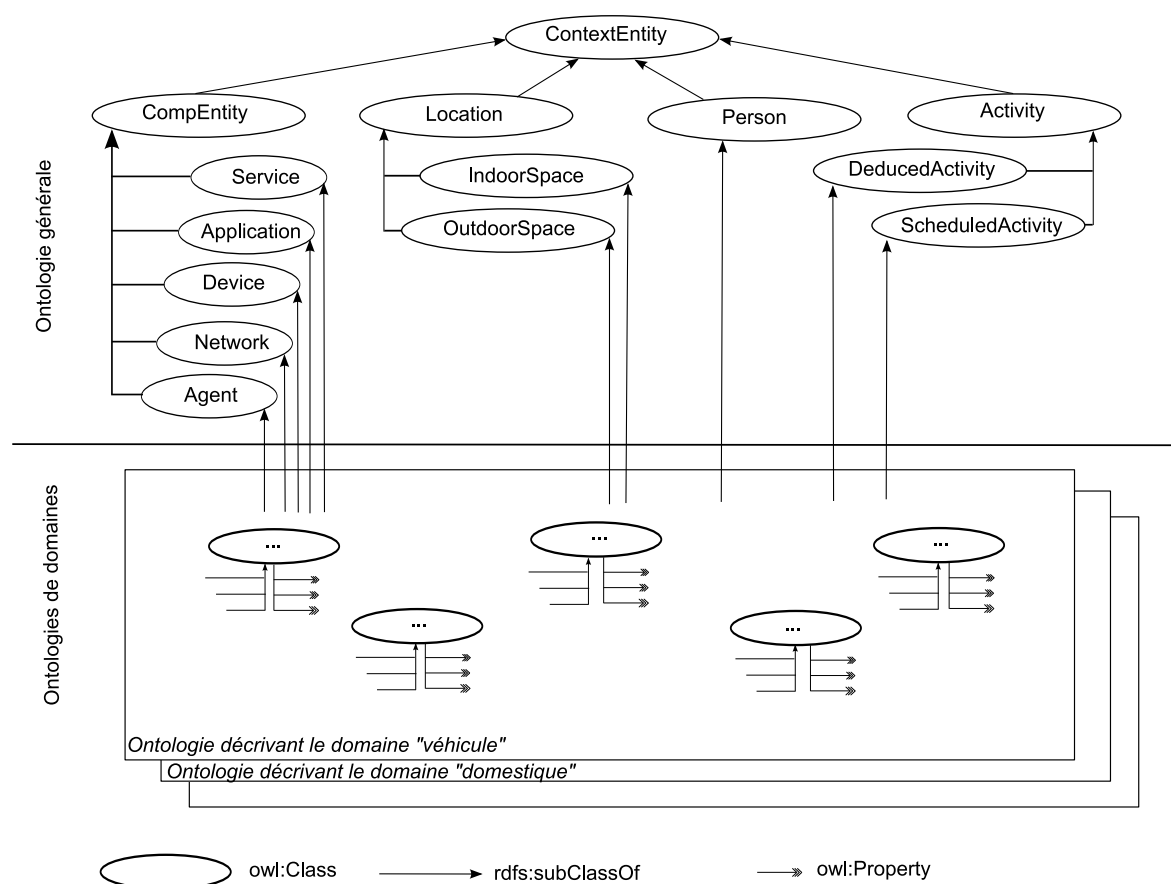 ContextEntity
CompEntity
Location
Person
Activity
Service
IndoorSpace
DeducedActivity
Application
OutdoorSpace
ScheduledActivity
Device
Network
Agent
Ontologie générale
Ontologies de domaines
...
...
...
...
...
Ontologie décrivant le domaine "véhicule"
Ontologie décrivant le domaine "domestique"
owl:Class
rdfs:subClassOf
owl:Property